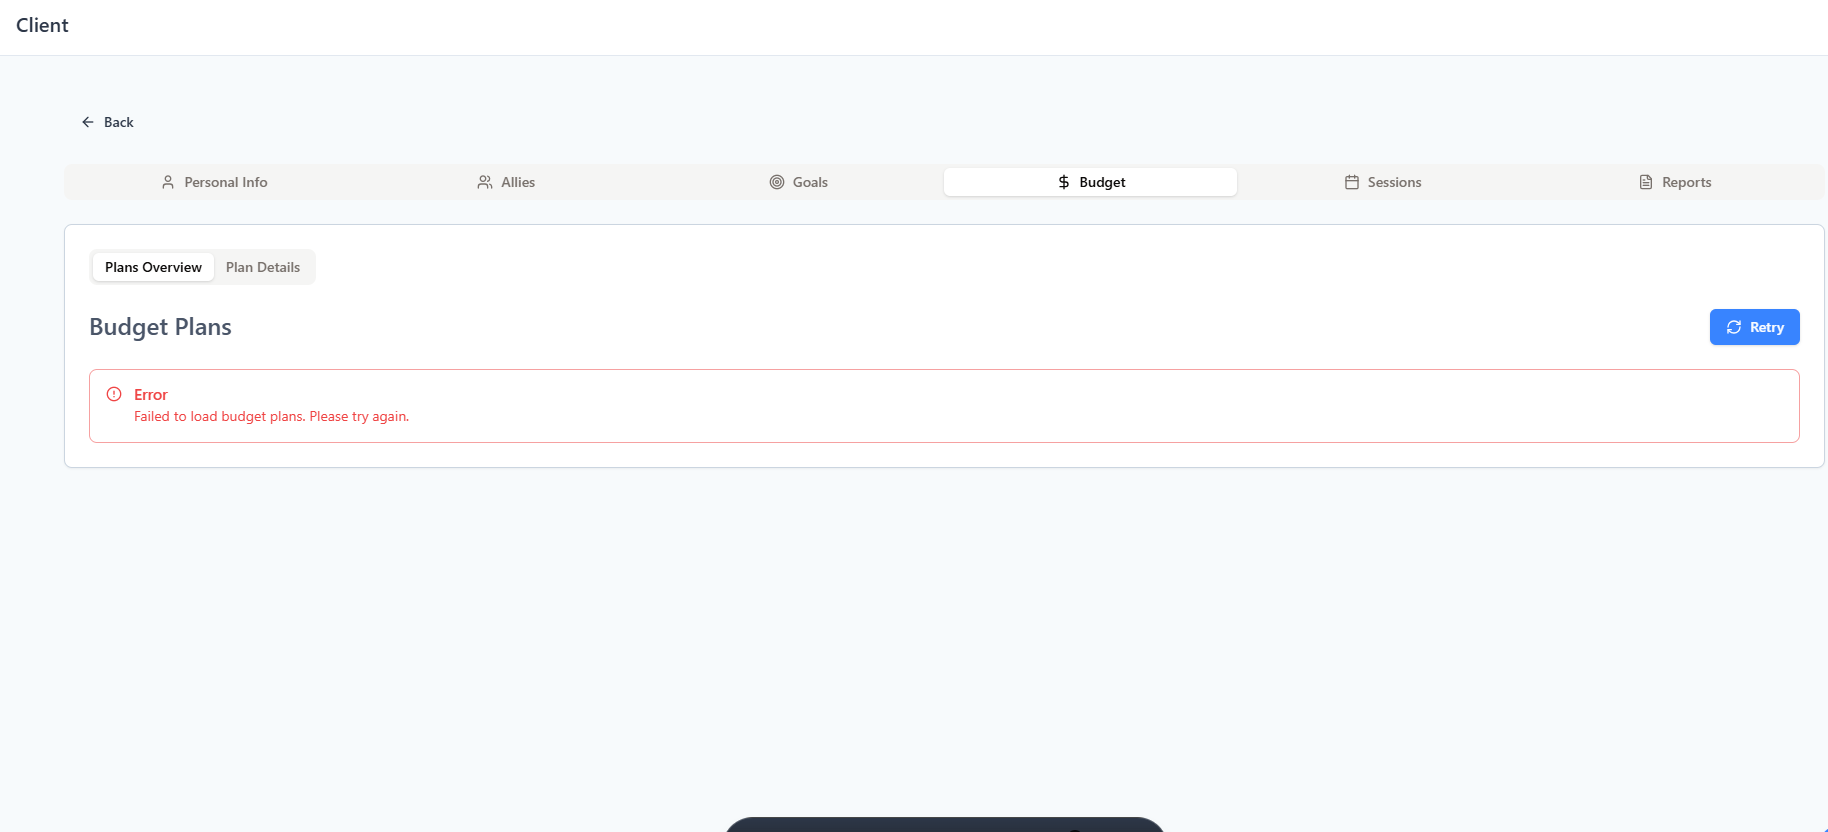 Client
Back
Personal Info
Allies
Goals
Budget
Sessions
Reports
Plans Overview
Plan Details
Budget Plans
Retry
Error
Failed to load budget plans. Please try again.